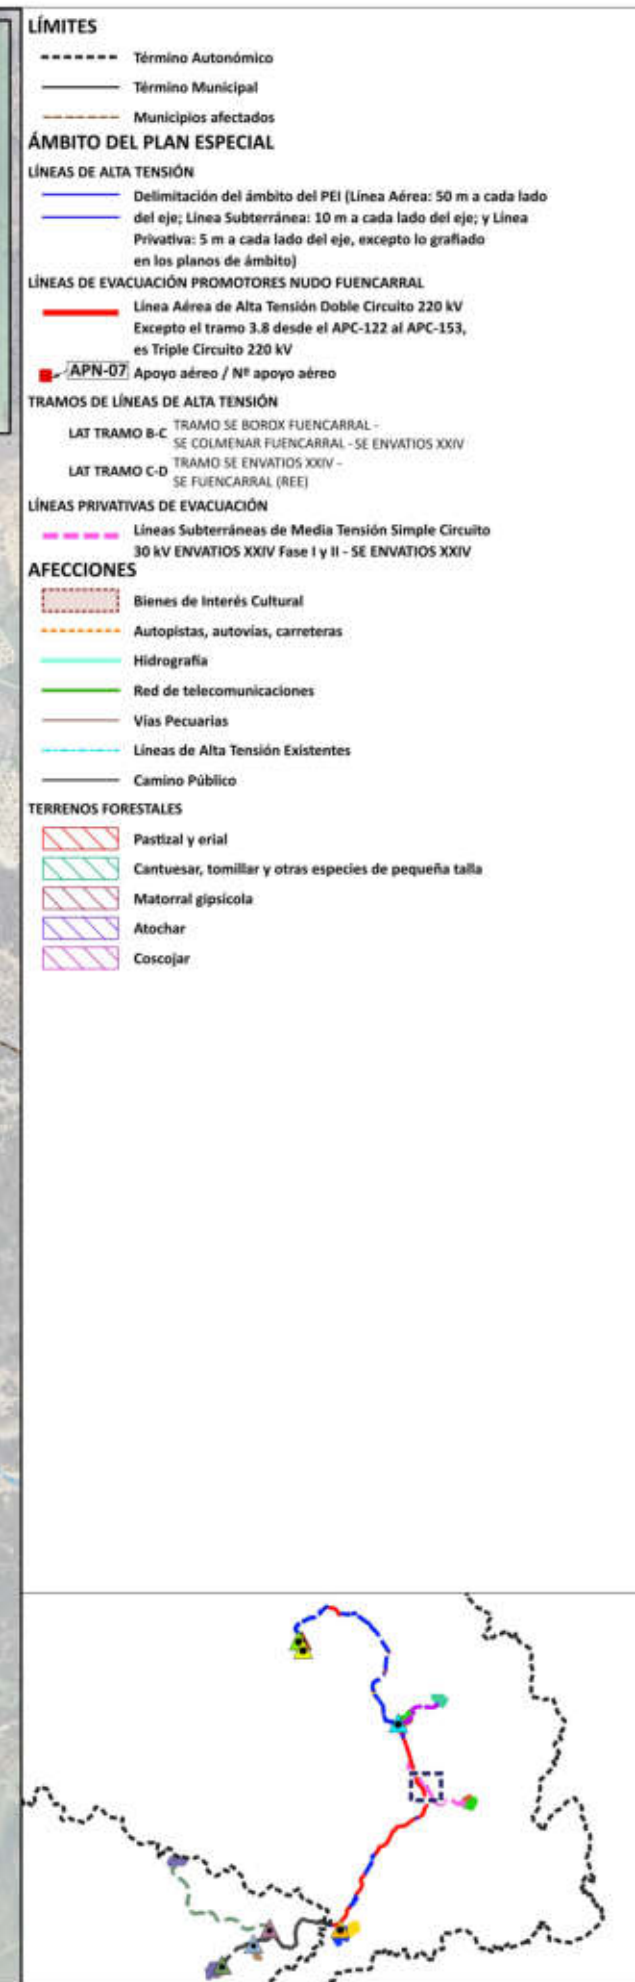 LÍMITES
Término Autonómico
Término Municipal
Municipios afectados
ÁMBITO DEL PLAN ESPECIAL
LÍNEAS DE ALTA TENSIÓN
Delimitación del ámbito del PEI (Línea Aérea: 50 m a cada lado
del eje; Línea Subterránea: 10 m a cada lado del eje; y Línea
Privativa: 5 m a cada lado del eje, excepto lo grafiado
en los planos de ámbito)
LÍNEAS DE EVACUACIÓN PROMOTORES NUDO FUENCARRAL
Línea Aérea de Alta Tensión Doble Circuito 220 kV
Excepto el tramo 3.8 desde el APC-122 al APC-153,
es Triple Circuito 220 kV
APN-07 Apoyo aéreo / Nº apoyo aéreo
TRAMOS DE LÍNEAS DE ALTA TENSIÓN
LAT TRAMO B-C TRAMO SE BOROX FUENCARRAL -
SE COLMENAR FUENCARRAL - SE ENVATIOS XXIV
LAT TRAMO C-D TRAMO SE ENVATIOS XXIV -
SE FUENCARRAL (REE)
LÍNEAS PRIVATIVAS DE EVACUACIÓN
Líneas Subterráneas de Media Tensión Simple Circuito
30 kV ENVATIOS XXIV Fase I y II - SE ENVATIOS XXIV
AFECCIONES
Bienes de Interés Cultural
Autopistas, autovías, carreteras
Hidrografía
Red de telecomunicaciones
Vías Pecuarias
Líneas de Alta Tensión Existentes
Camino Público
TERRENOS FORESTALES
Pastizal y erial
Cantuesar, tomillar y otras especies de pequeña talla
Matorral gipsícola
Atochar
Coscojar